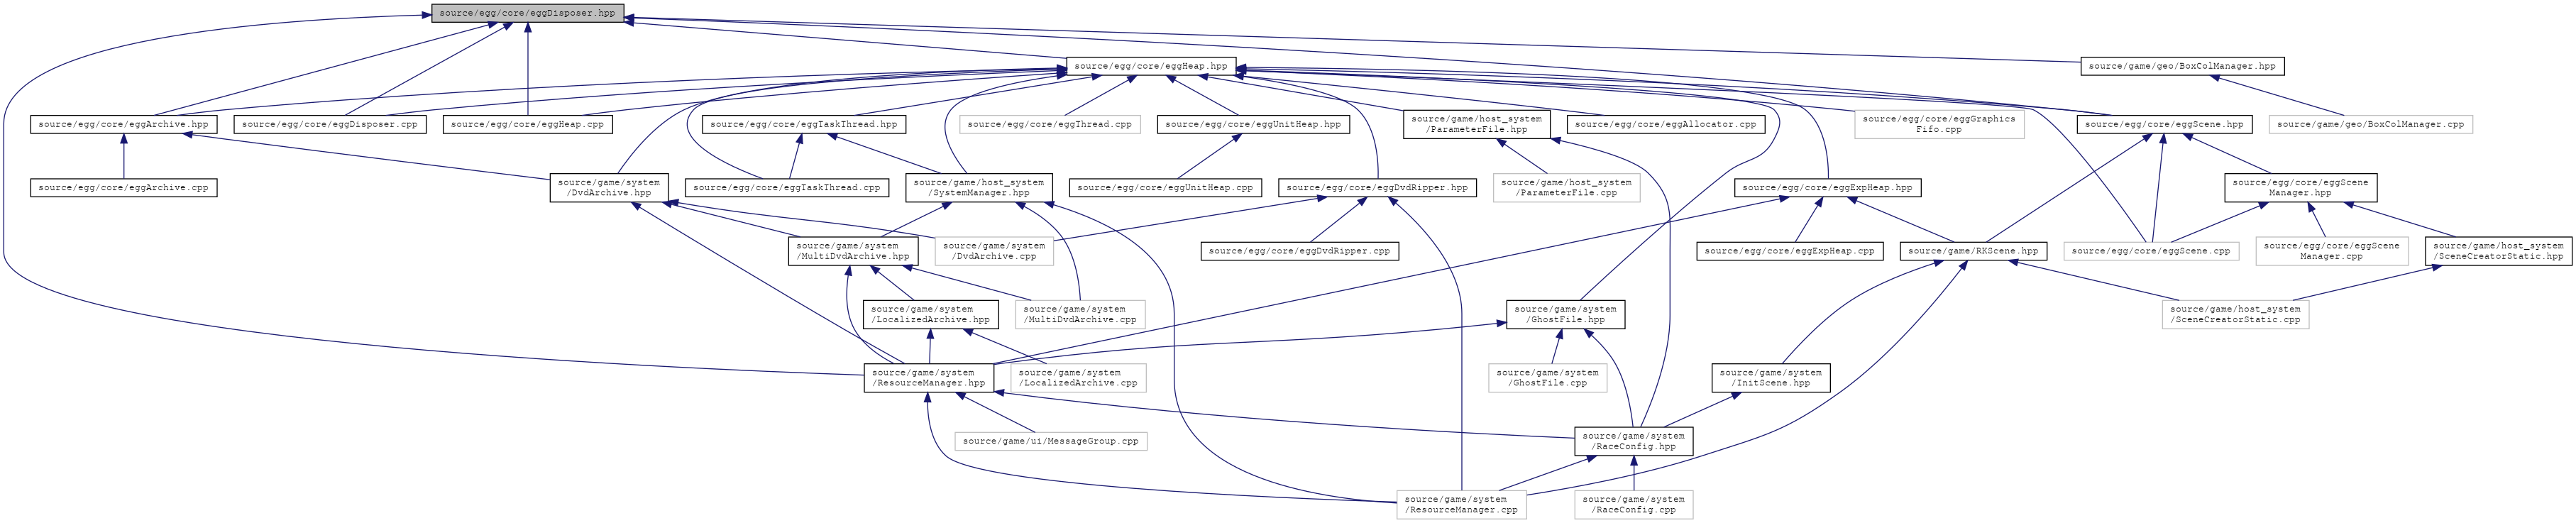 source/egg/core/eggDisposer.hpp
source/egg/core/eggHeap.hpp
source/game/geo/BoxColManager.hpp
source/egg/core/eggArchive.hpp
source/egg/core/eggDisposer.cpp
source/egg/core/eggHeap.cpp
source/egg/core/eggTaskThread.hpp
source/egg/core/eggThread.cpp
source/egg/core/eggUnitHeap.hpp
source/game/host_system
/ParameterFile.hpp
source/egg/core/eggAllocator.cpp
source/egg/core/eggGraphics
Fifo.cpp
source/egg/core/eggScene.hpp
source/game/geo/BoxColManager.cpp
source/egg/core/eggArchive.cpp
source/game/system
/DvdArchive.hpp
source/egg/core/eggTaskThread.cpp
source/game/host_system
/SystemManager.hpp
source/egg/core/eggUnitHeap.cpp
source/egg/core/eggDvdRipper.hpp
source/game/host_system
/ParameterFile.cpp
source/egg/core/eggExpHeap.hpp
source/egg/core/eggScene
Manager.hpp
source/game/system
/MultiDvdArchive.hpp
source/game/system
/DvdArchive.cpp
source/egg/core/eggDvdRipper.cpp
source/egg/core/eggExpHeap.cpp
source/game/RKScene.hpp
source/egg/core/eggScene.cpp
source/egg/core/eggScene
Manager.cpp
source/game/host_system
/SceneCreatorStatic.hpp
source/game/system
/LocalizedArchive.hpp
source/game/system
/MultiDvdArchive.cpp
source/game/system
/GhostFile.hpp
source/game/host_system
/SceneCreatorStatic.cpp
source/game/system
/ResourceManager.hpp
source/game/system
/LocalizedArchive.cpp
source/game/system
/GhostFile.cpp
source/game/system
/InitScene.hpp
source/game/ui/MessageGroup.cpp
source/game/system
/RaceConfig.hpp
source/game/system
/ResourceManager.cpp
source/game/system
/RaceConfig.cpp